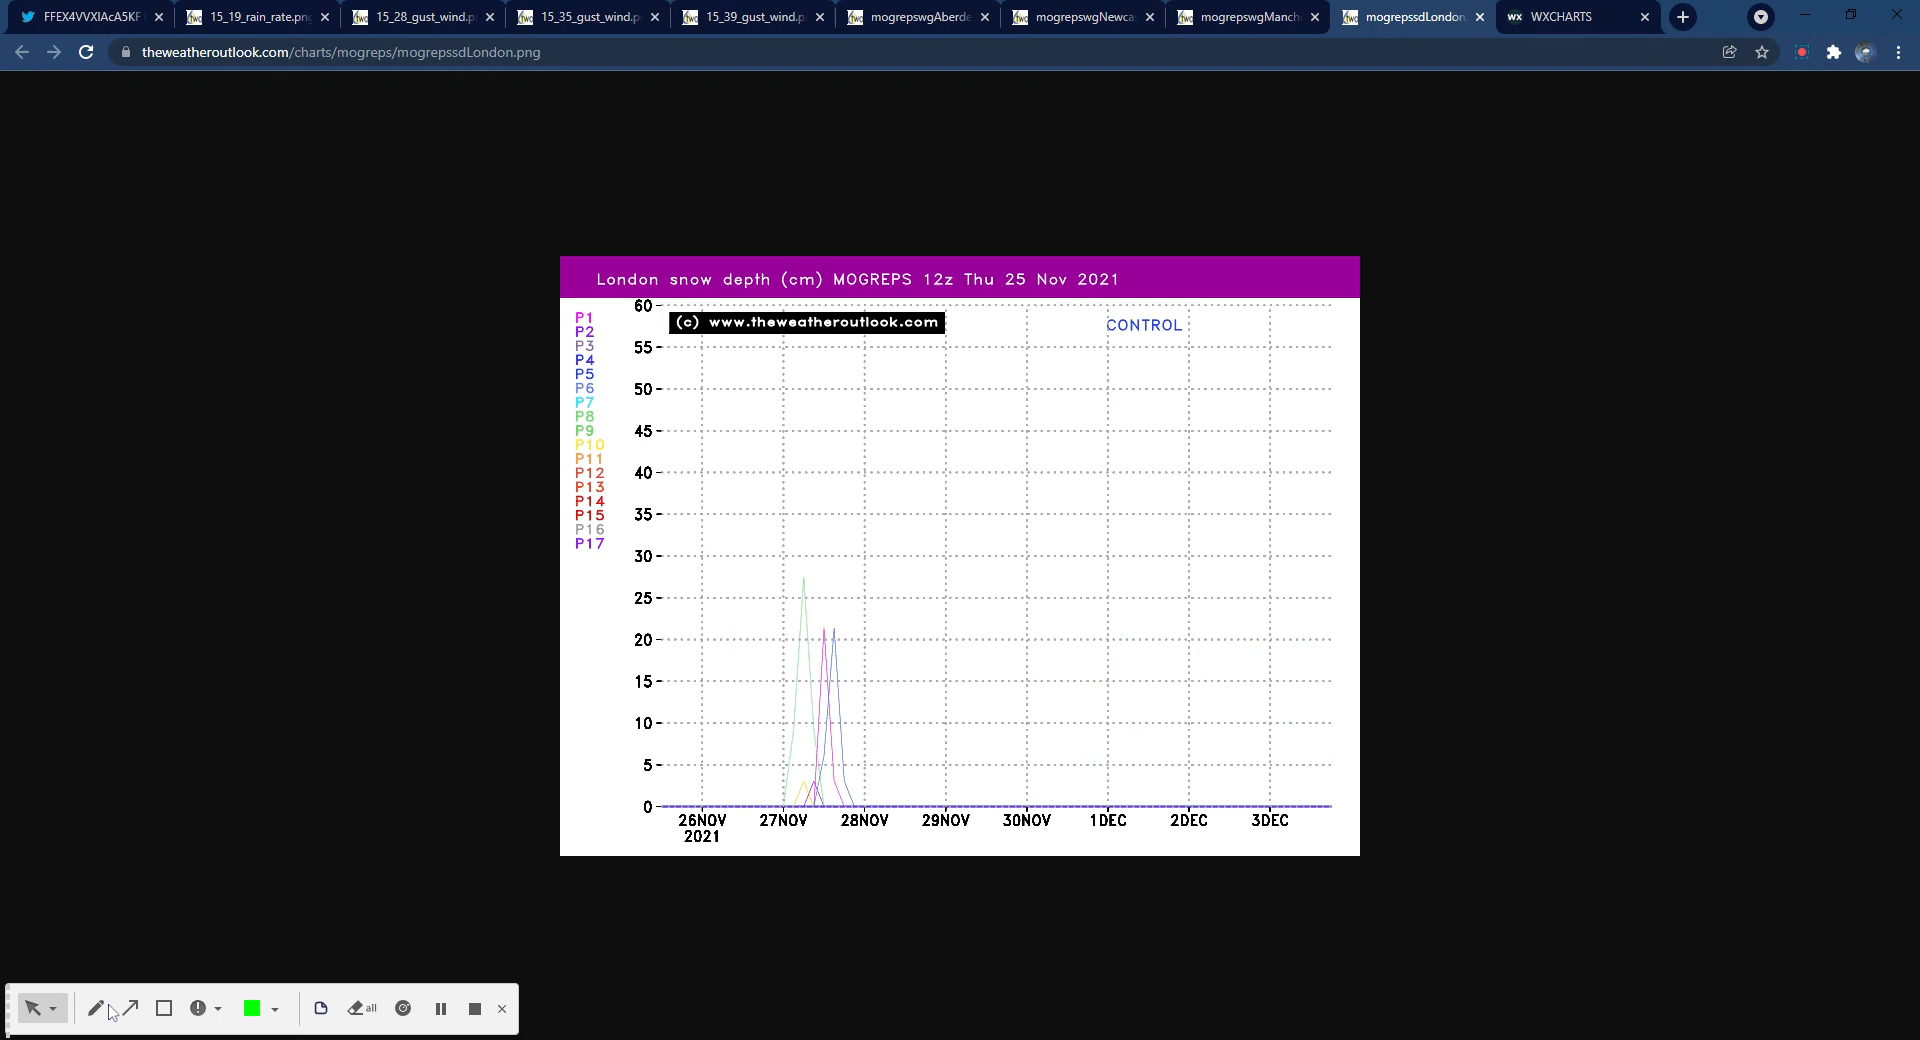 FFEX4VVXIAcA5KF
15_19_rain_rate.pn
15_28_gust_wind.p
15_35_gust_wind.p
15_39_gust_wind.p
mogrepswgAberde
mogrepswgNewca
mogrepswgManch
mogrepssdLondon.
WX WXCHARTS
theweatheroutlook.com/charts/mogreps/mogrepssdLondon.png
London snow depth (cm) MOGREPS 12z Thu 25 Nov 2021
(c) www.theweatheroutlook.com
CONTROL
P1
P2
P3
P4
P5
P6
P7
P8
P9
P10
P11
P12
P13
P14
P15
P16
P17
60
55
50
45
40
35
30
25
20
15
10
5
0
26NOV 27NOV 28NOV 29NOV 30NOV 1DEC 2DEC 3DEC
2021
all